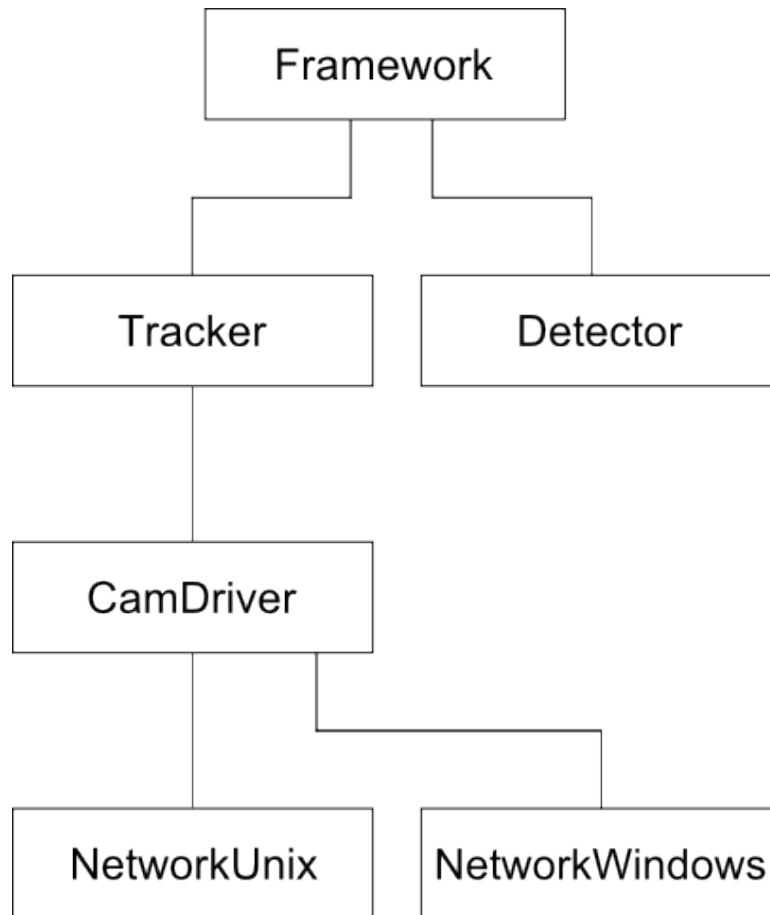 Framework
Tracker
Detector
CamDriver
NetworkUnix
NetworkWindows